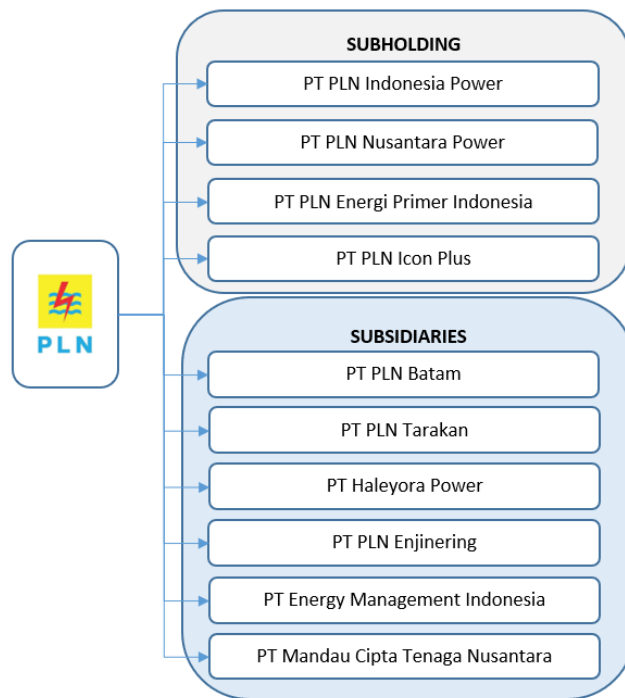 SUBHOLDING
PT PLN Indonesia Power
PT PLN Nusantara Power
PT PLN Energi Primer Indonesia
PT PLN Icon Plus
PLN
SUBSIDIARIES
PT PLN Batam
PT PLN Tarakan
PT Haleyora Power
PT PLN Enjinering
PT Energy Management Indonesia
PT Mandau Cipta Tenaga Nusantara